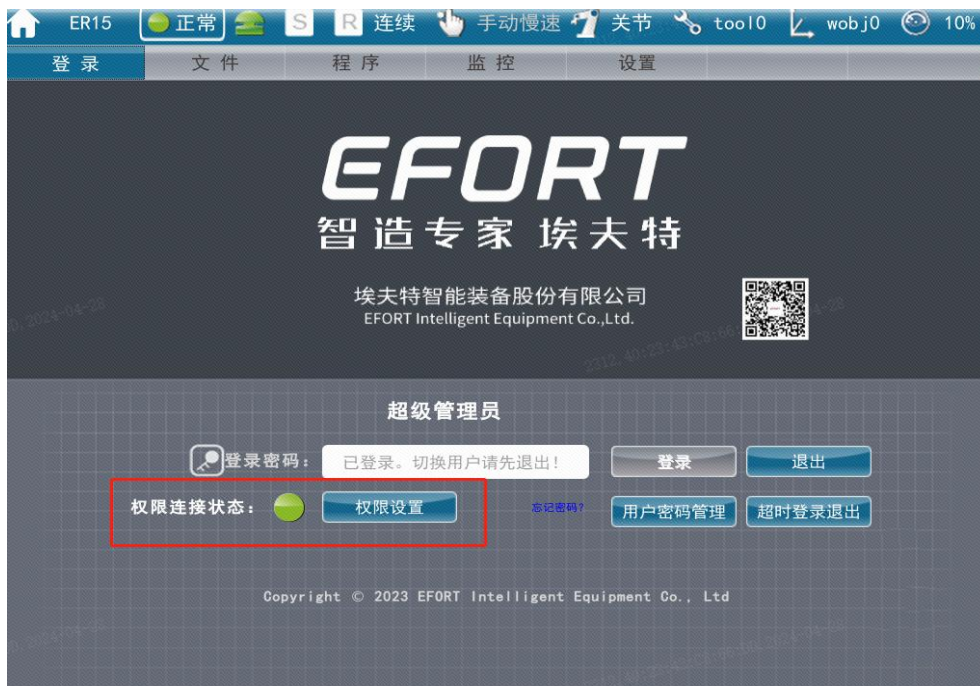 ER15 正常 S R 连续 手动慢速 关节 tool0 wobj0 10%
登录 文件 程序 监控 设置
EFORT
智造专家 埃夫特
埃夫特智能装备股份有限公司
EFORT Intelligent Equipment Co.,Ltd.
超级管理员
登录密码： 已登录。切换用户请先退出！ 登录 退出
权限连接状态： 权限设置 忘记密码？ 用户密码管理 超时登录退出
Copyright © 2023 EFORT Intelligent Equipment Co., Ltd